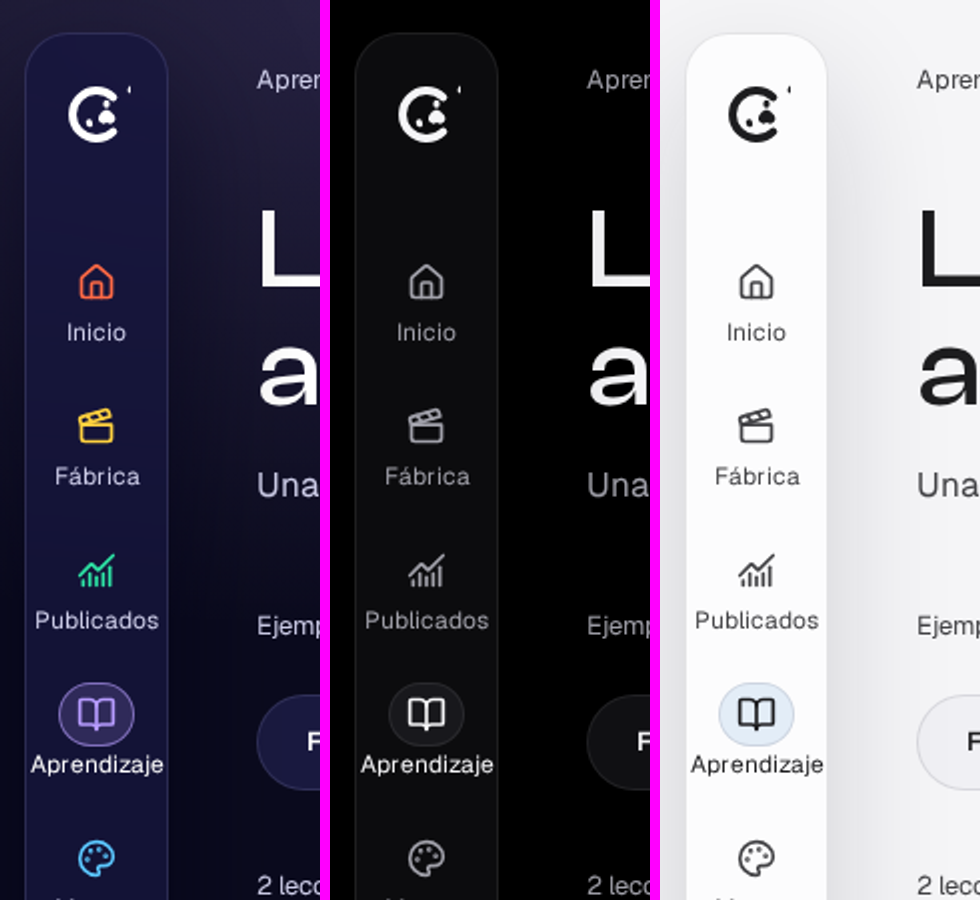 Apren
L
Inicio
a
Fábrica
Una
Publicados
Ejemp
F
Aprendizaje
2 lecc
Apren
L
Inicio
a
Fábrica
Una
Publicados
Ejemp
F
Aprendizaje
2 lecc
Apren
L
Inicio
a
Fábrica
Una
Publicados
Ejemp
F
Aprendizaje
2 lecc